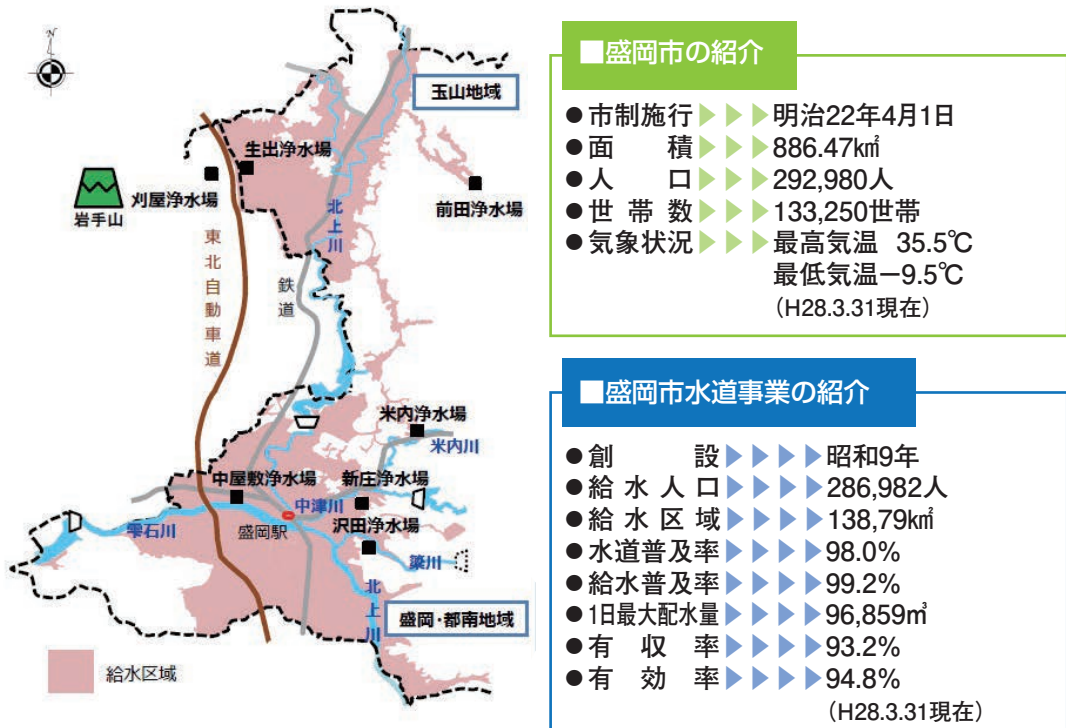 N
玉山地域
生出浄水場
刈屋浄水場
岩手山
前田浄水場
北上川
東北自動車道
鉄道
米内浄水場
米内川
中屋敷浄水場
新庄浄水場
中津川
沢田浄水場
雫石川
盛岡駅
簗川
北上川
盛岡・都南地域
給水区域
■盛岡市の紹介
●市制施行▶▶▶明治22年4月1日
●面積▶▶▶886.47㎢
●人口▶▶▶292,980人
●世帯数▶▶▶133,250世帯
●気象状況▶▶▶最高気温 35.5℃
最低気温−9.5℃
(H28.3.31現在)
■盛岡市水道事業の紹介
●創設▶▶▶▶昭和9年
●給水人口▶▶▶▶286,982人
●給水区域▶▶▶▶138,79㎢
●水道普及率▶▶▶▶98.0%
●給水普及率▶▶▶▶99.2%
●1日最大配水量▶▶▶▶96,859㎥
●有収率▶▶▶▶93.2%
●有効率▶▶▶▶94.8%
(H28.3.31現在)